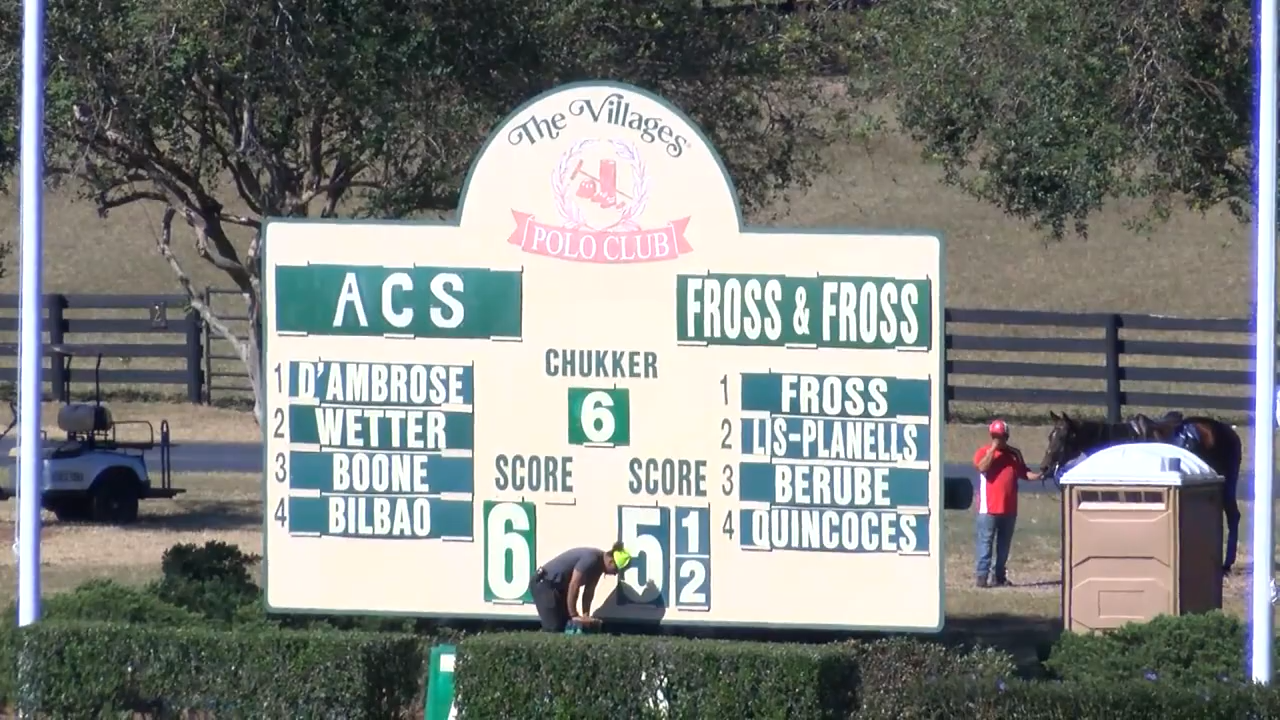 The Villages
POLO CLUB
ACS
FROSS & FROSS
CHUKKER
6
1 D'AMBROSE
2 WETTER
3 BOONE
4 BILBAO
1 FROSS
2 LIS-PLANELLS
3 BERUBE
4 QUINCOCES
SCORE SCORE
6 5 1/2